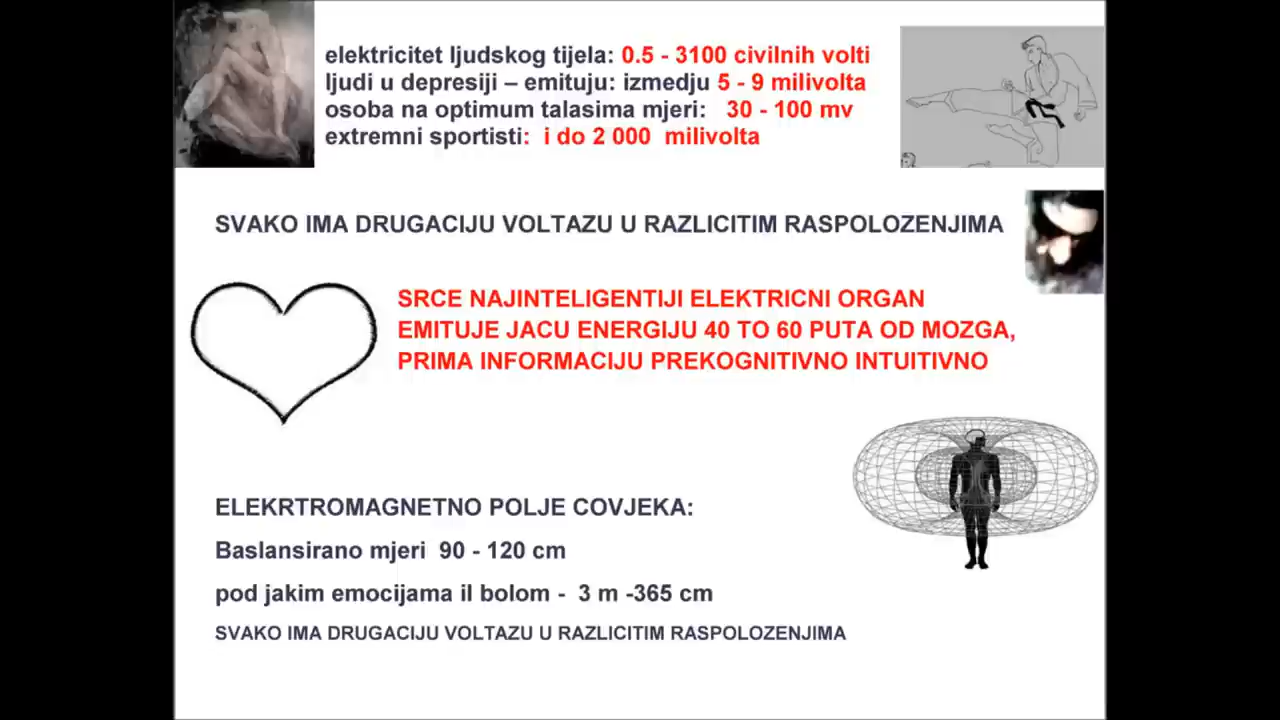 elektricitet ljudskog tijela: 0.5 - 3100 civilnih volti
ljudi u depresiji – emituju: izmedju 5 - 9 milivolta
osoba na optimum talasima mjeri: 30 - 100 mv
extremni sportisti: i do 2 000 milivolta
SVAKO IMA DRUGACIJU VOLTAZU U RAZLICITIM RASPOLOZENJIMA
SRCE NAJINTELIGENTIJI ELEKTRICNI ORGAN
EMITUJE JACU ENERGIJU 40 TO 60 PUTA OD MOZGA,
PRIMA INFORMACIJU PREKOGNITIVNO INTUITIVNO
ELEKRTROMAGNETNO POLJE COVJEKA:
Baslansirano mjeri 90 - 120 cm
pod jakim emocijama il bolom - 3 m -365 cm
SVAKO IMA DRUGACIJU VOLTAZU U RAZLICITIM RASPOLOZENJIMA